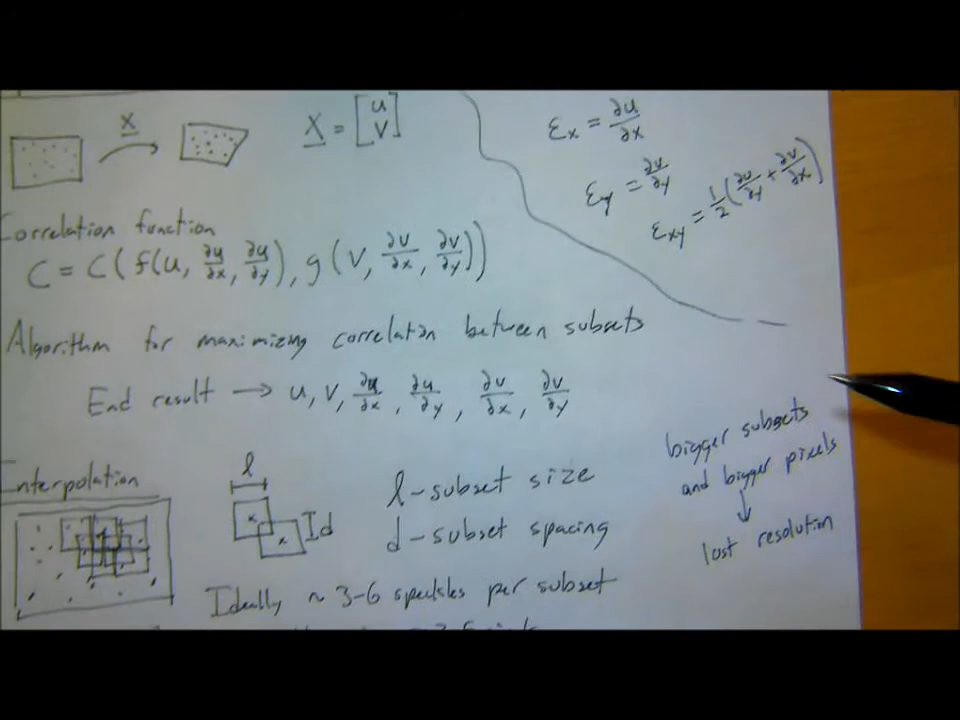 X
X = [u
v]
εx = ∂u/∂x
εy = ∂v/∂y
εxy = 1/2(∂u/∂y + ∂v/∂x)
Correlation function
C = C(f(u, ∂u/∂x, ∂u/∂y), g(v, ∂v/∂x, ∂v/∂y))
Algorithm for maximizing correlation between subsets
End result → u, v, ∂u/∂x, ∂u/∂y, ∂v/∂x, ∂v/∂y
bigger subsets
and bigger pixels
↓
lost resolution
Interpolation
l
d
l - subset size
d - subset spacing
Ideally ~ 3-6 speckles per subset